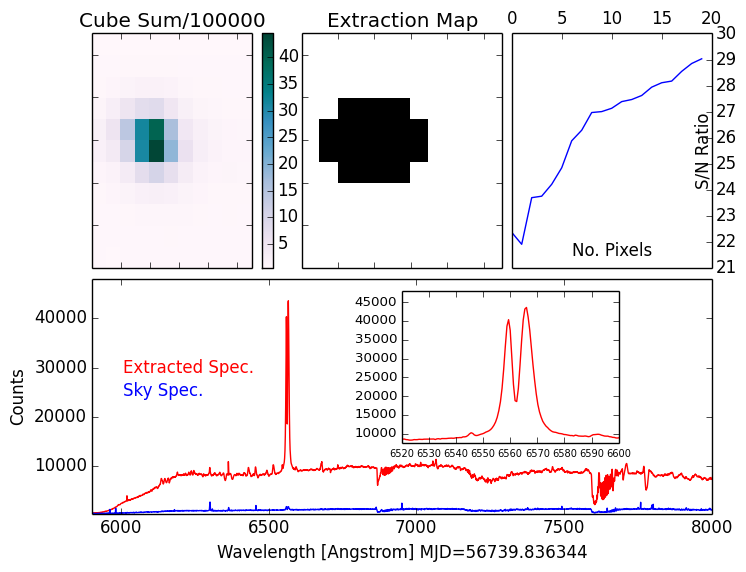 Cube Sum/100000
Extraction Map
0 5 10 15 20
40
35
30
25
20
15
10
5
30
29
28
27
26
25
24
23
22
21
S/N Ratio
No. Pixels
40000
30000
20000
10000
Counts
Extracted Spec.
Sky Spec.
45000
40000
35000
30000
25000
20000
15000
10000
6520 6530 6540 6550 6560 6570 6580 6590 6600
6000 6500 7000 7500 8000
Wavelength [Angstrom] MJD=56739.836344